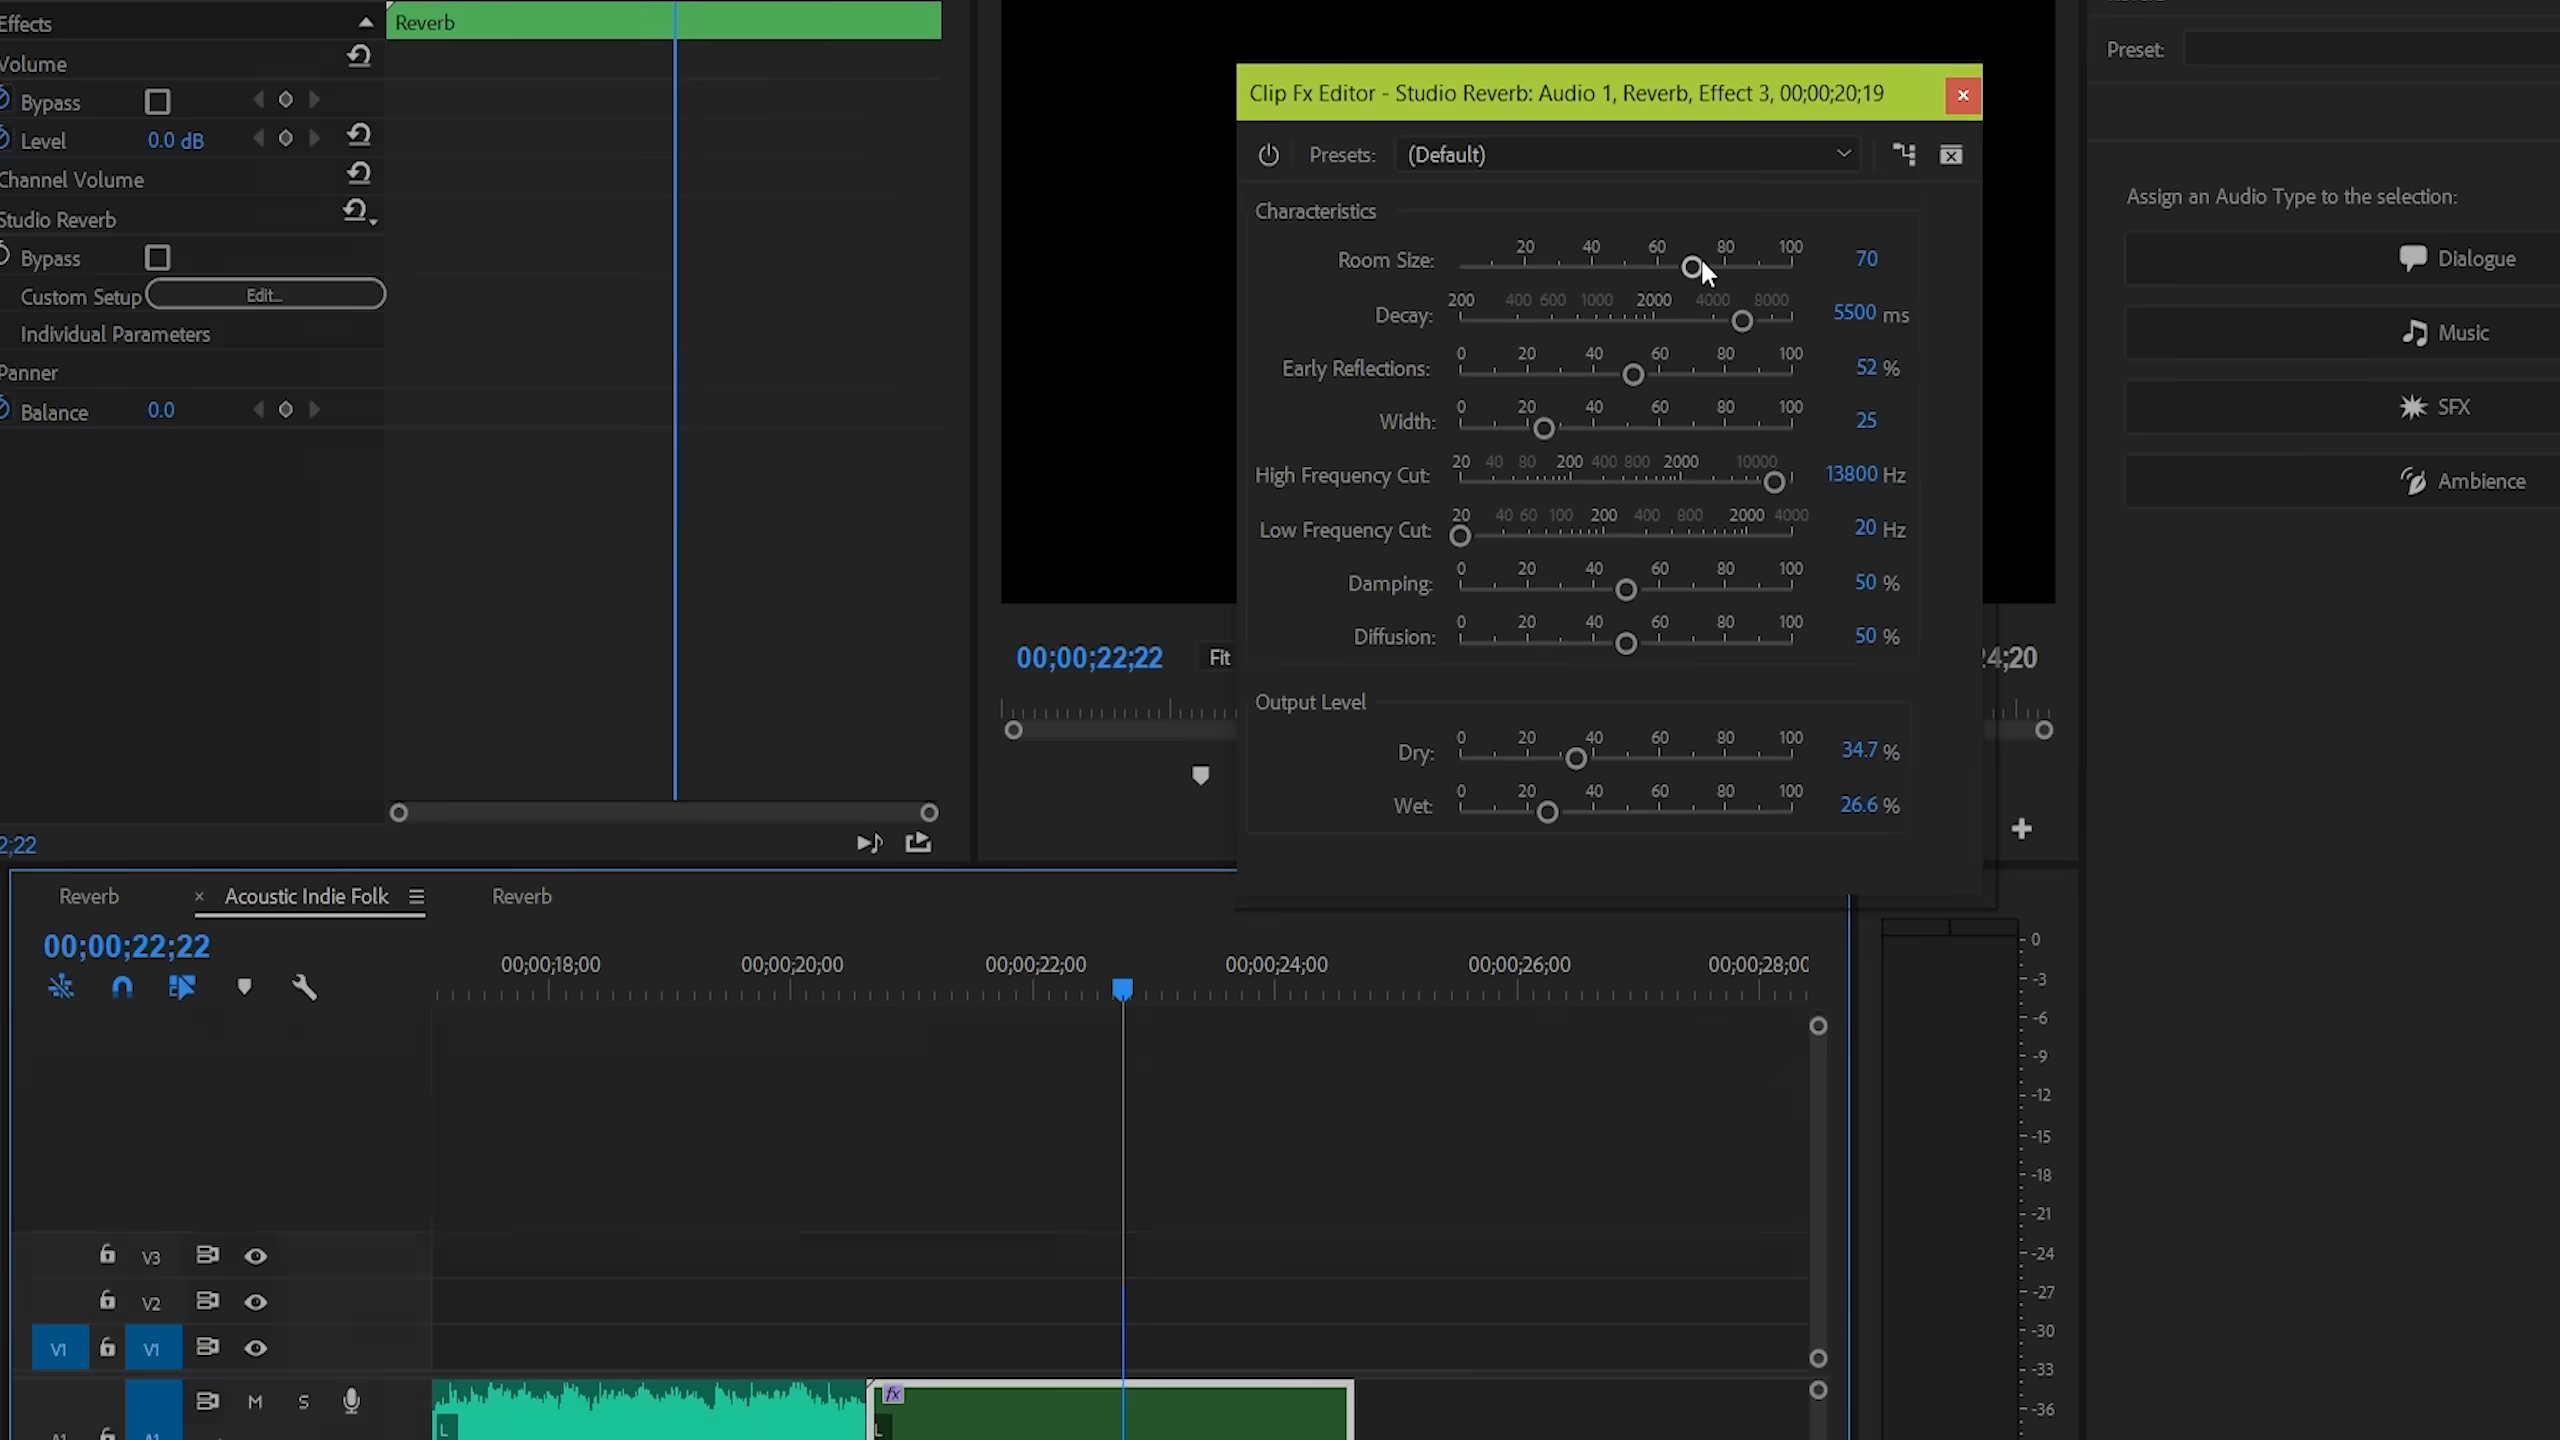 Effects
Reverb
Volume
Bypass
Level 0.0 dB
Channel Volume
Studio Reverb
Bypass
Custom Setup Edit...
Individual Parameters
Panner
Balance 0.0
2;22
Clip Fx Editor - Studio Reverb: Audio 1, Reverb, Effect 3, 00;00;20;19
Presets: (Default)
Characteristics
20 40 60 80 100
Room Size: 70
200 400 600 1000 2000 4000 8000
Decay: 5500 ms
0 20 40 60 80 100
Early Reflections: 52 %
0 20 40 60 80 100
Width: 25
20 40 80 200 400 800 2000 10000
High Frequency Cut: 13800 Hz
20 40 60 100 200 400 800 2000 4000
Low Frequency Cut: 20 Hz
0 20 40 60 80 100
Damping: 50 %
0 20 40 60 80 100
Diffusion: 50 %
Output Level
0 20 40 60 80 100
Dry: 34.7 %
0 20 40 60 80 100
Wet: 26.6 %
00;00;22;22 Fit
24;20
Preset:
Assign an Audio Type to the selection:
Dialogue
Music
SFX
Ambience
Reverb × Acoustic Indie Folk Reverb
00;00;22;22
00;00;18;00 00;00;20;00 00;00;22;00 00;00;24;00 00;00;26;00 00;00;28;00
V3
V2
V1 V1
M S
A1 A1
fx
L L
0
-3
-6
-9
-12
-15
-18
-21
-24
-27
-30
-33
-36